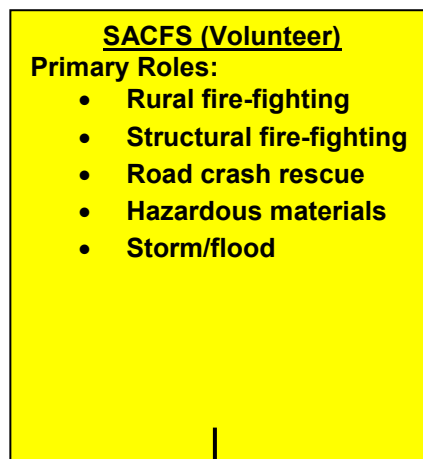 SACFS (Volunteer)
Primary Roles:
• Rural fire-fighting
• Structural fire-fighting
• Road crash rescue
• Hazardous materials
• Storm/flood